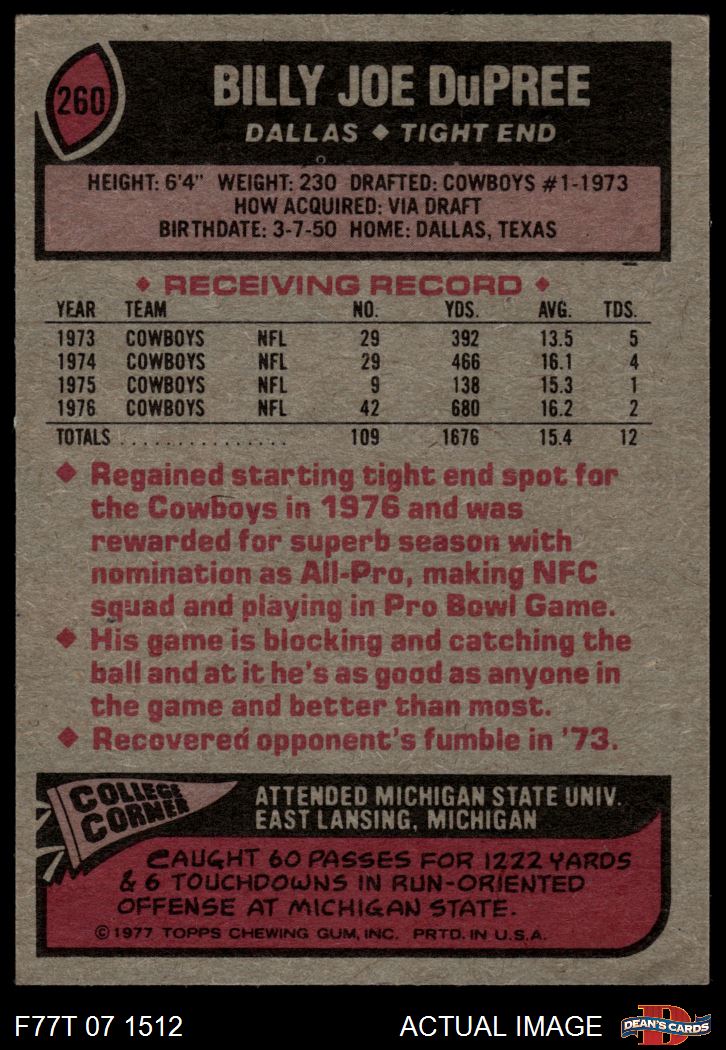 260
BILLY JOE DuPREE
DALLAS ◆ TIGHT END
HEIGHT: 6'4" WEIGHT: 230 DRAFTED: COWBOYS #1-1973
HOW ACQUIRED: VIA DRAFT
BIRTHDATE: 3-7-50 HOME: DALLAS, TEXAS
◆ RECEIVING RECORD ◆
YEAR TEAM NO. YDS. AVG. TDS.
1973 COWBOYS NFL 29 392 13.5 5
1974 COWBOYS NFL 29 466 16.1 4
1975 COWBOYS NFL 9 138 15.3 1
1976 COWBOYS NFL 42 680 16.2 2
TOTALS ................ 109 1676 15.4 12
◆ Regained starting tight end spot for
the Cowboys in 1976 and was
rewarded for superb season with
nomination as All-Pro, making NFC
squad and playing in Pro Bowl Game.
◆ His game is blocking and catching the
ball and at it he's as good as anyone in
the game and better than most.
◆ Recovered opponent's fumble in '73.
COLLEGE
CORNER
ATTENDED MICHIGAN STATE UNIV.
EAST LANSING, MICHIGAN
CAUGHT 60 PASSES FOR 1222 YARDS
& 6 TOUCHDOWNS IN RUN-ORIENTED
OFFENSE AT MICHIGAN STATE.
© 1977 TOPPS CHEWING GUM, INC. PRTD. IN U.S.A.
F77T 07 1512 ACTUAL IMAGE
D
DEAN'S CARDS